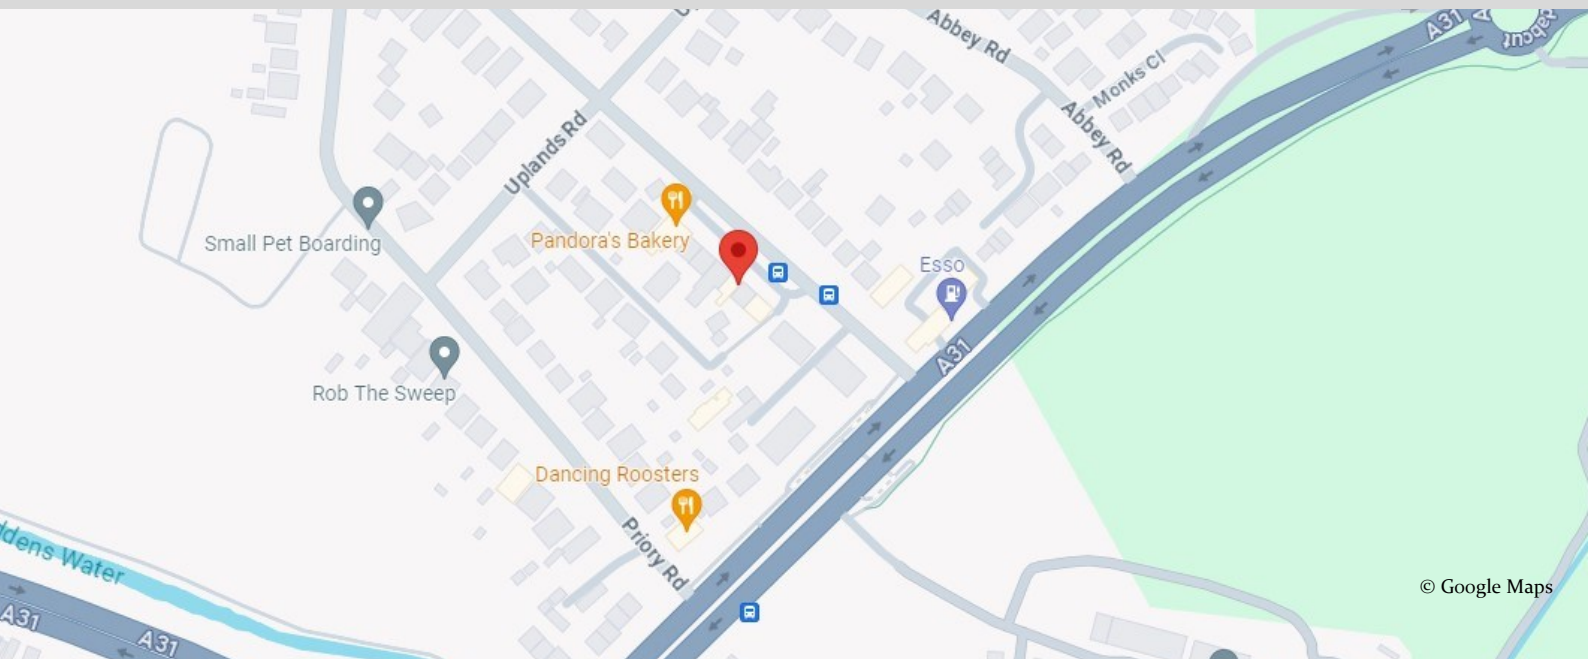 Abbey Rd
A31
Monks Cl
Abbey Rd
Uplands Rd
Small Pet Boarding
Pandora's Bakery
Esso
A31
Rob The Sweep
Dancing Roosters
Priory Rd
Water
© Google Maps
A31
A31